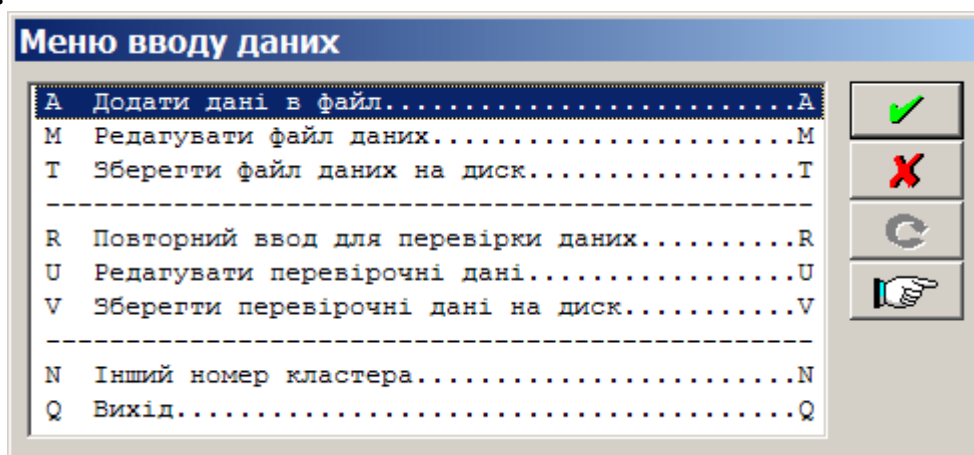 Меню вводу даних
A Додати дані в файл..........................A
M Редагувати файл даних.......................M
T Зберегти файл даних на диск.................T
------------------------------------------------
R Повторний ввод для перевірки даних..........R
U Редагувати перевірочні дані.................U
V Зберегти перевірочні дані на диск...........V
------------------------------------------------
N Інший номер кластера........................N
Q Вихід.......................................Q